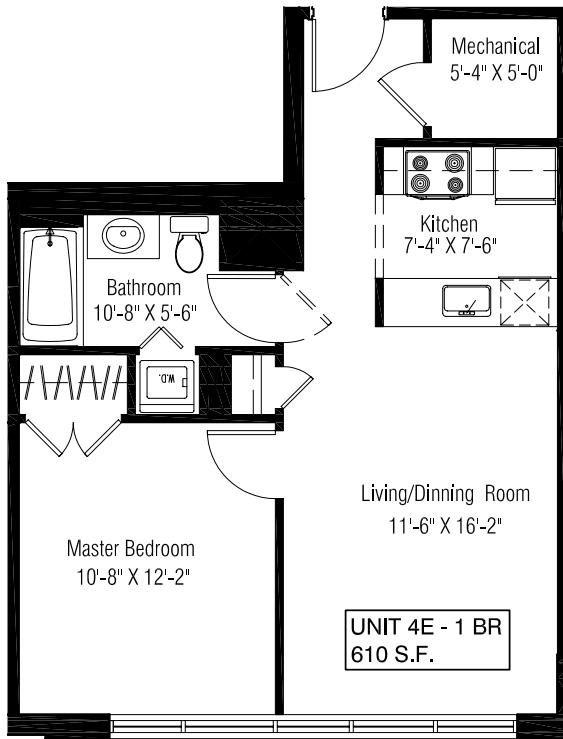 Mechanical
5'-4" X 5'-0"
Kitchen
7'-4" X 7'-6"
Bathroom
10'-8" X 5'-6"
W.D.
Living/Dinning Room
11'-6" X 16'-2"
Master Bedroom
10'-8" X 12'-2"
UNIT 4E - 1 BR
610 S.F.